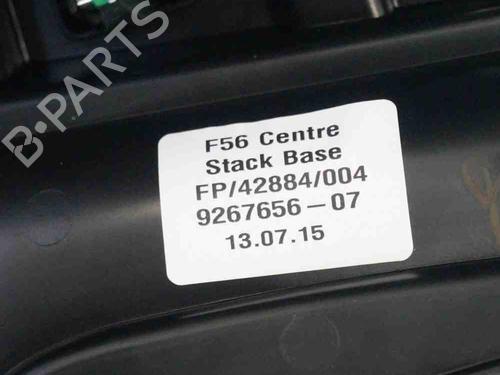 B-PARTS
F56 Centre
Stack Base
FP/42884/004
9267656-07
13.07.15